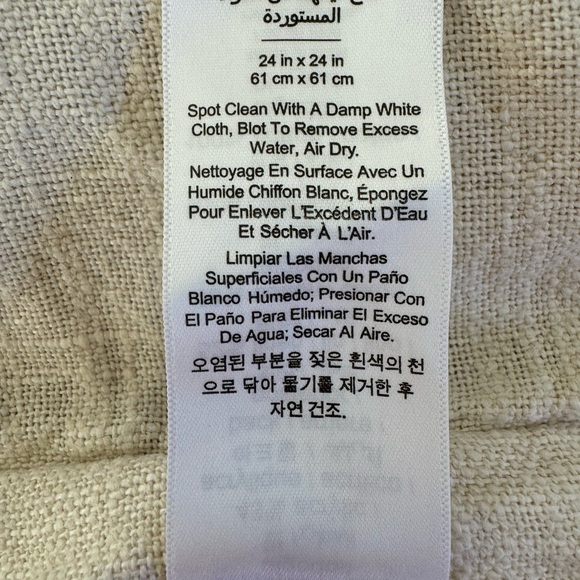 المستوردة
24 in x 24 in
61 cm x 61 cm
Spot Clean With A Damp White
Cloth, Blot To Remove Excess
Water, Air Dry.
Nettoyage En Surface Avec Un
Humide Chiffon Blanc, Épongez
Pour Enlever L'Excédent D'Eau
Et Sécher À L'Air.
Limpiar Las Manchas
Superficiales Con Un Paño
Blanco Húmedo; Presionar Con
El Paño Para Eliminar El Exceso
De Agua; Secar Al Aire.
오염된 부분을 젖은 흰색의 천
으로 닦아 물기를 제거한 후
자연 건조.